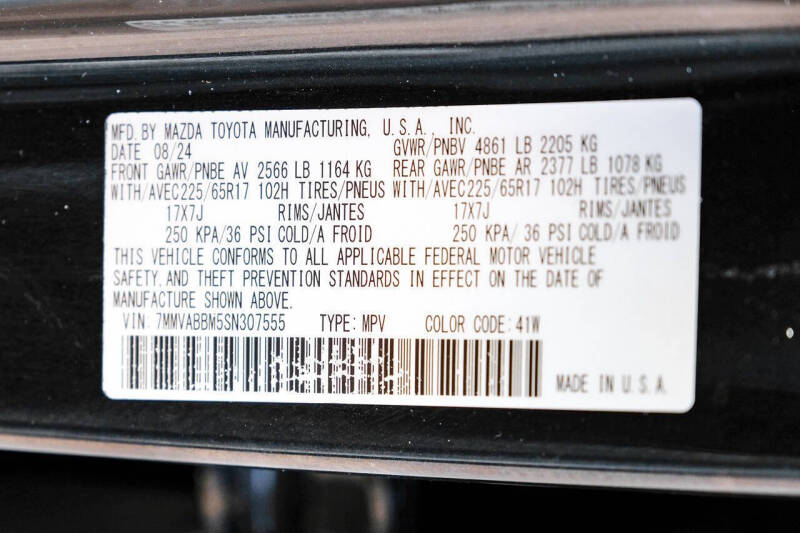 MFD. BY MAZDA TOYOTA MANUFACTURING, U.S.A., INC.
DATE 08/24 GVWR/PNBV 4861 LB 2205 KG
FRONT GAWR/PNBE AV 2566 LB 1164 KG REAR GAWR/PNBE AR 2377 LB 1078 KG
WITH/AVEC225/65R17 102H TIRES/PNEUS WITH/AVEC225/65R17 102H TIRES/PNEUS
17X7J RIMS/JANTES 17X7J RIMS/JANTES
250 KPA/36 PSI COLD/A FROID 250 KPA/36 PSI COLD/A FROID
THIS VEHICLE CONFORMS TO ALL APPLICABLE FEDERAL MOTOR VEHICLE
SAFETY, AND THEFT PREVENTION STANDARDS IN EFFECT ON THE DATE OF
MANUFACTURE SHOWN ABOVE.
VIN: 7MMVABBM5SN307555 TYPE: MPV COLOR CODE: 41W
MADE IN U.S.A.